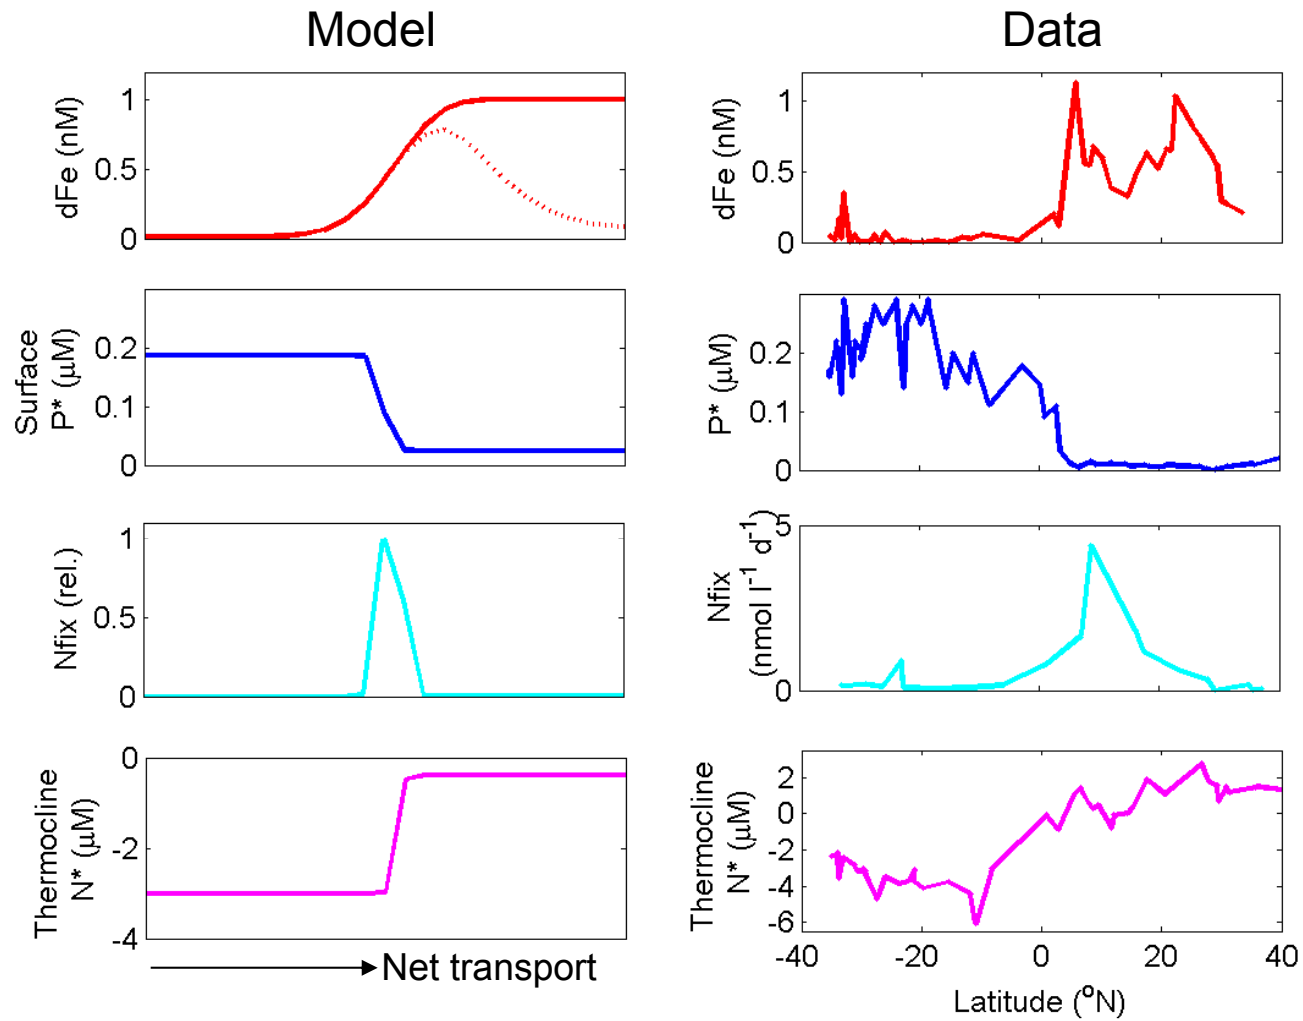 Model
Data
dFe (nM)
1
0.5
0
dFe (nM)
1
0.5
0
Surface
P* (μM)
0.2
0.1
0
P* (μM)
0.2
0.1
0
Nfix (rel.)
1
0.5
0
Nfix
(nmol l⁻¹ d⁻¹)
5
0
Thermocline
N* (μM)
0
-2
-4
Net transport
Thermocline
N* (μM)
2
0
-2
-4
-6
-40 -20 0 20 40
Latitude (°N)